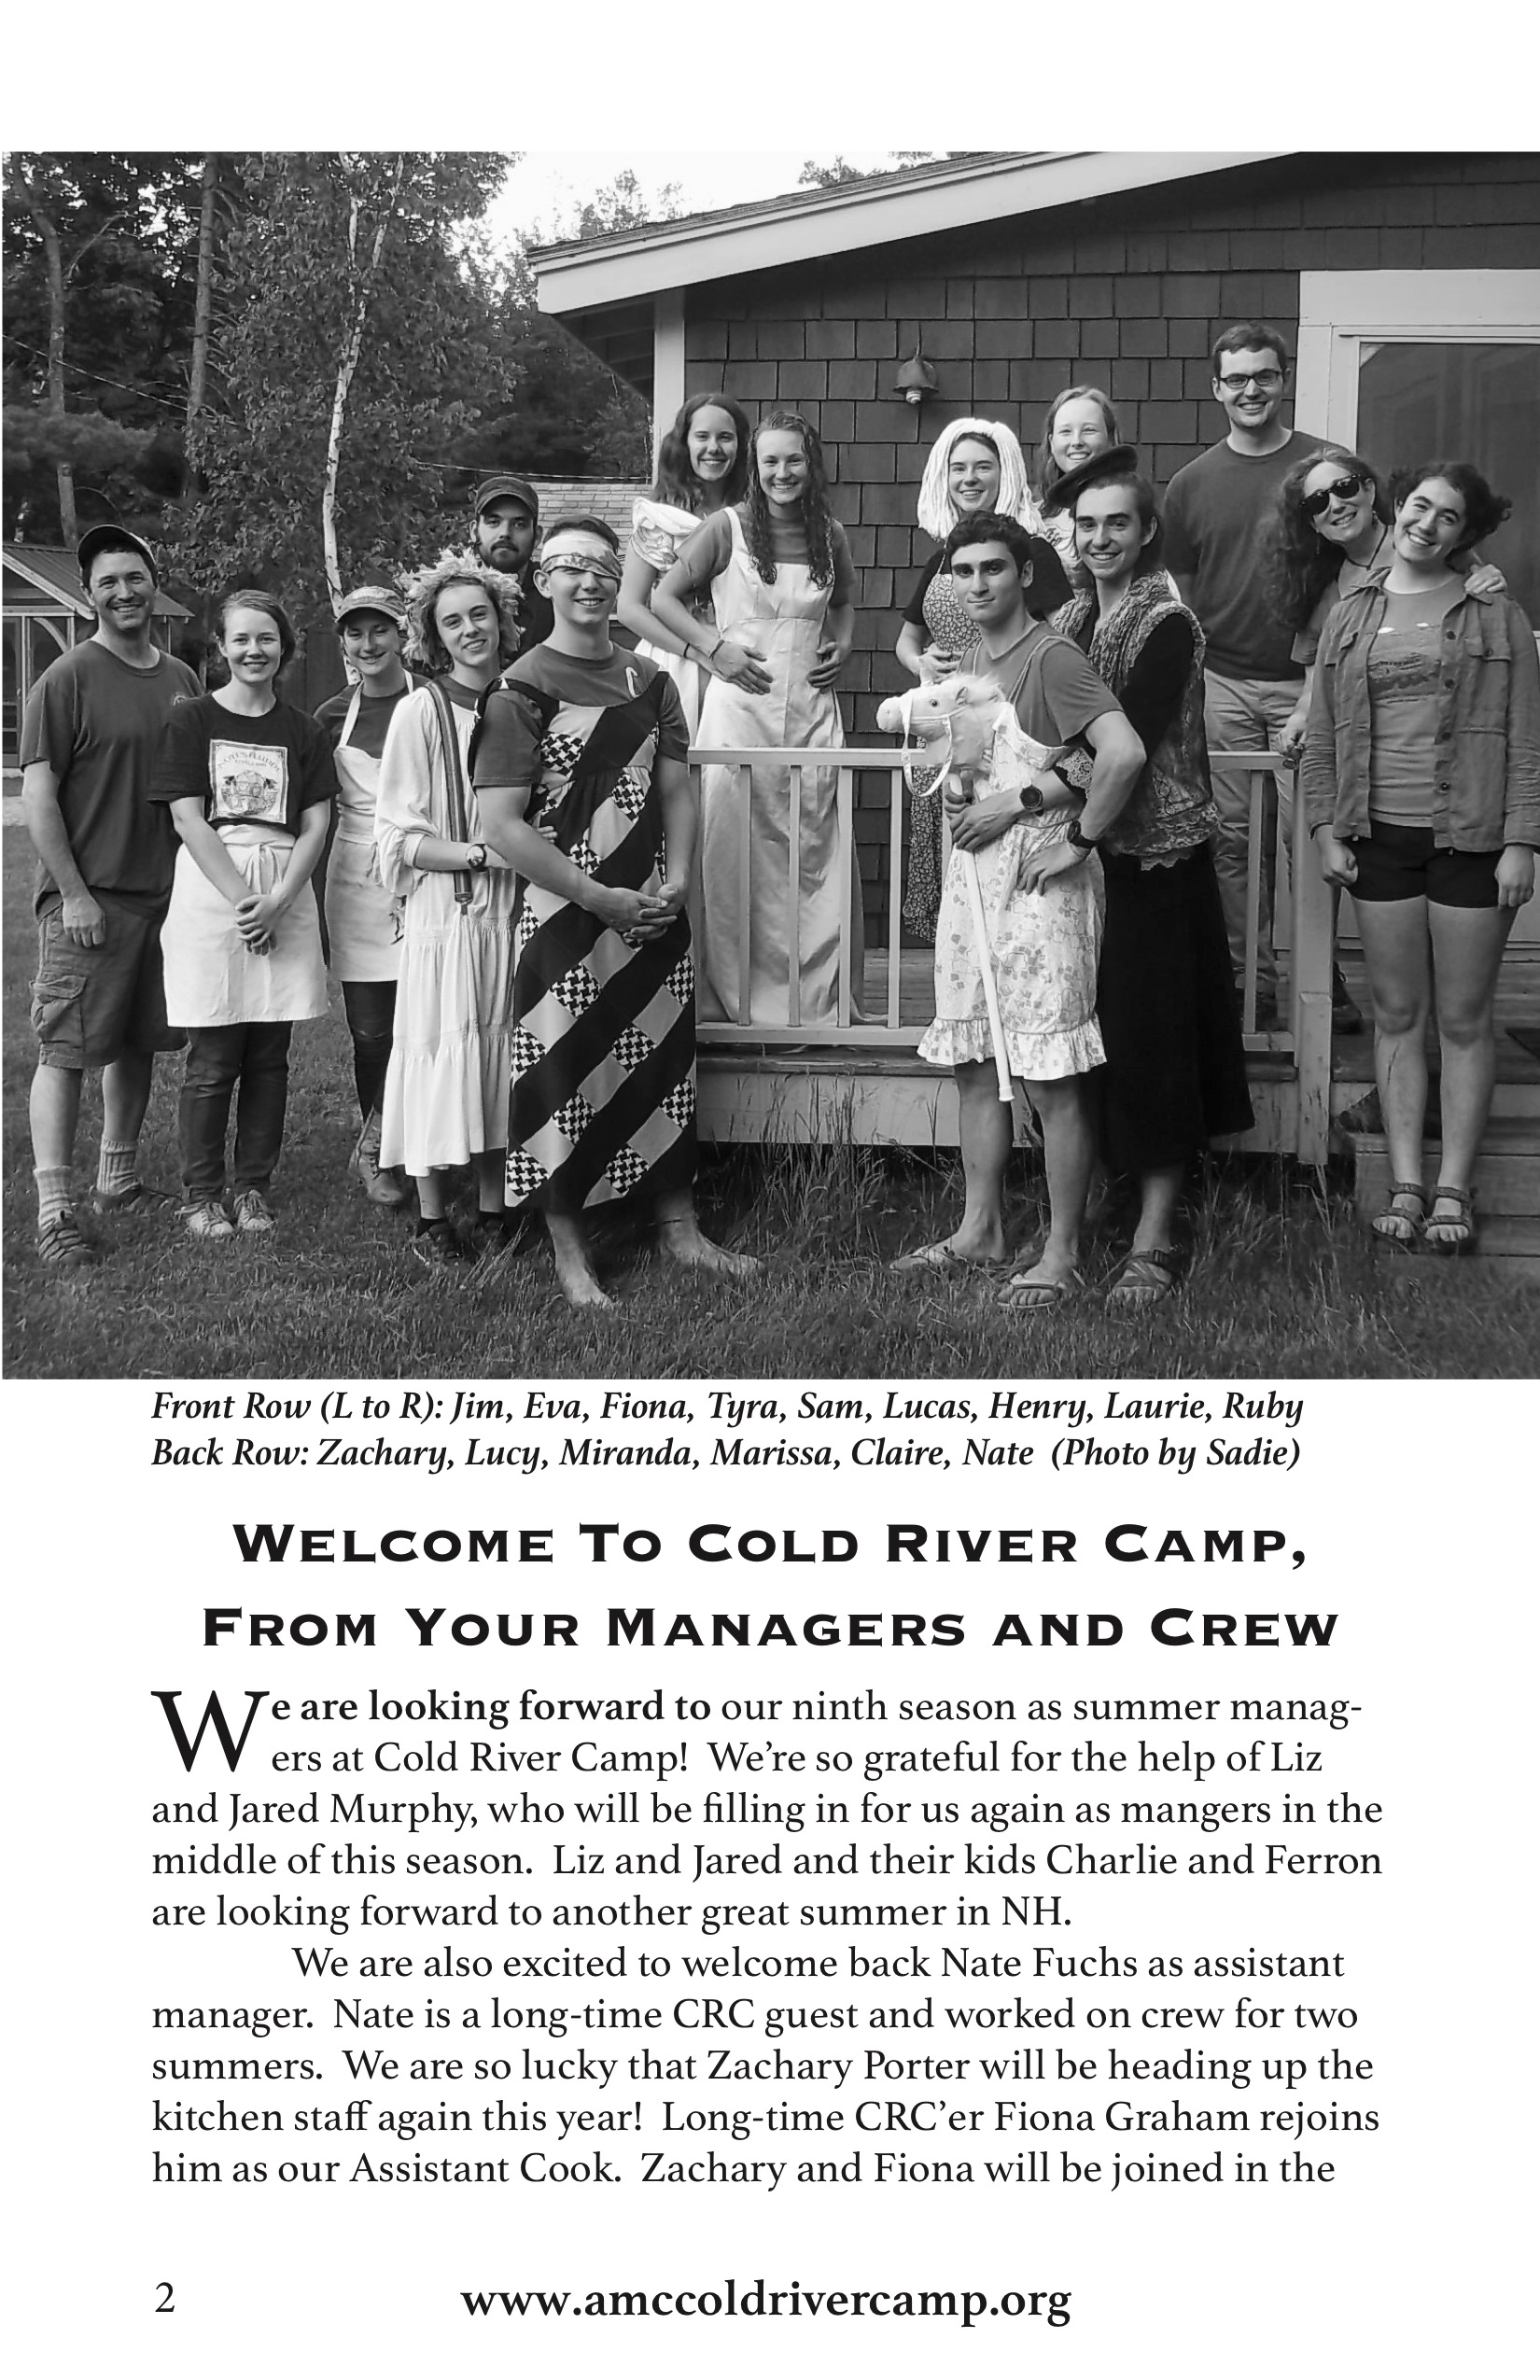 Front Row (L to R): Jim, Eva, Fiona, Tyra, Sam, Lucas, Henry, Laurie, Ruby
Back Row: Zachary, Lucy, Miranda, Marissa, Claire, Nate (Photo by Sadie)
Welcome To Cold River Camp,
From Your Managers and Crew
We are looking forward to our ninth season as summer manag-
ers at Cold River Camp! We’re so grateful for the help of Liz
and Jared Murphy, who will be filling in for us again as mangers in the
middle of this season. Liz and Jared and their kids Charlie and Ferron
are looking forward to another great summer in NH.
We are also excited to welcome back Nate Fuchs as assistant
manager. Nate is a long-time CRC guest and worked on crew for two
summers. We are so lucky that Zachary Porter will be heading up the
kitchen staff again this year! Long-time CRC’er Fiona Graham rejoins
him as our Assistant Cook. Zachary and Fiona will be joined in the
2 www.amccoldrivercamp.org